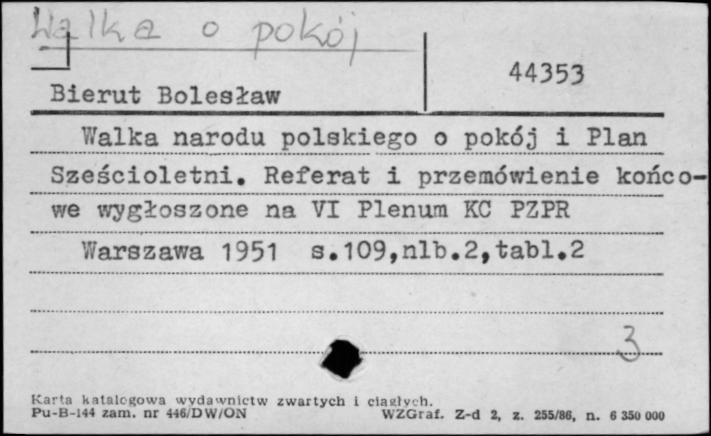 Walka o pokój
44353
Bierut Bolesław
Walka narodu polskiego o pokój i Plan
Sześcioletni. Referat i przemówienie końco-
we wygłoszone na VI Plenum KC PZPR
Warszawa 1951 s.109,nlb.2,tabl.2
3
Karta katalogowa wydawnictw zwartych i ciągłych.
Pu-B-144 zam. nr 446/DW/ON WZGraf. Z-d 2, z. 255/86, n. 6 350 000